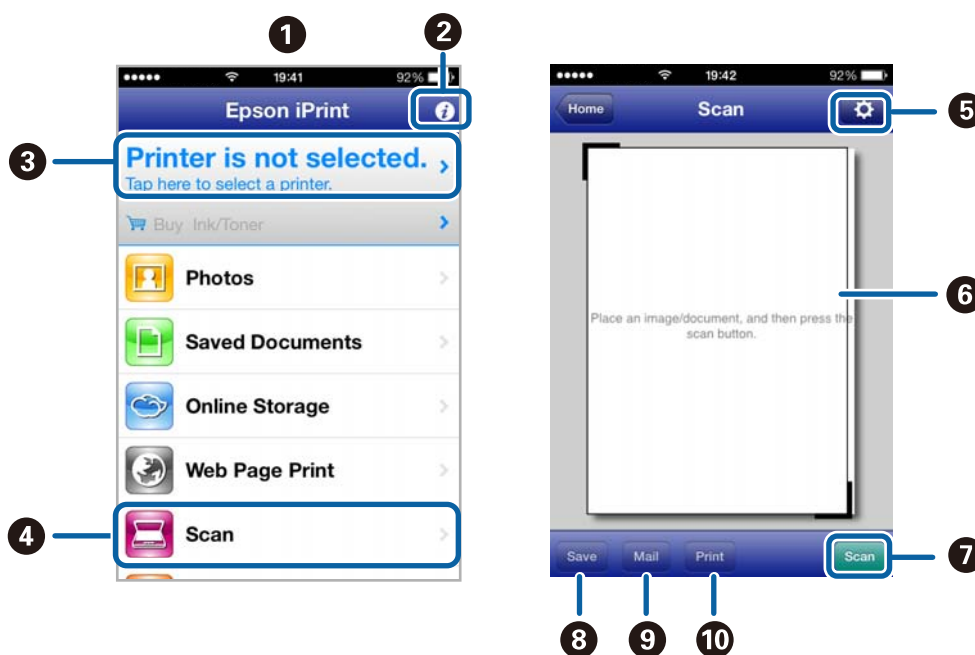 1
2
19:41
92%
Epson iPrint
i
3
Printer is not selected.
Tap here to select a printer.
Buy Ink/Toner
Photos
Saved Documents
Online Storage
Web Page Print
4
Scan
19:42
92%
Home
Scan
5
6
Place an image/document, and then press the
scan button.
Save
Mail
Print
Scan
7
8
9
10